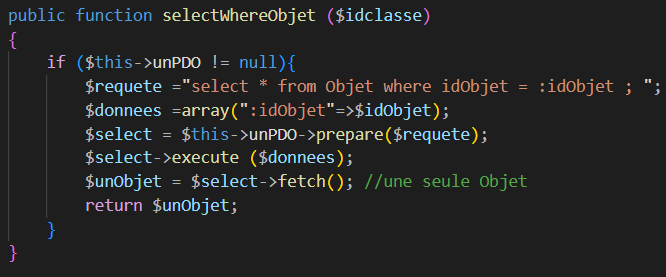 public function selectWhereObjet ($idclasse)
{
if ($this->unPDO != null){
$requete ="select * from Objet where idObjet = :idObjet ; ";
$donnees =array(":idObjet"=>$idObjet);
$select = $this->unPDO->prepare($requete);
$select->execute ($donnees);
$unObjet = $select->fetch(); //une seule Objet
return $unObjet;
}
}